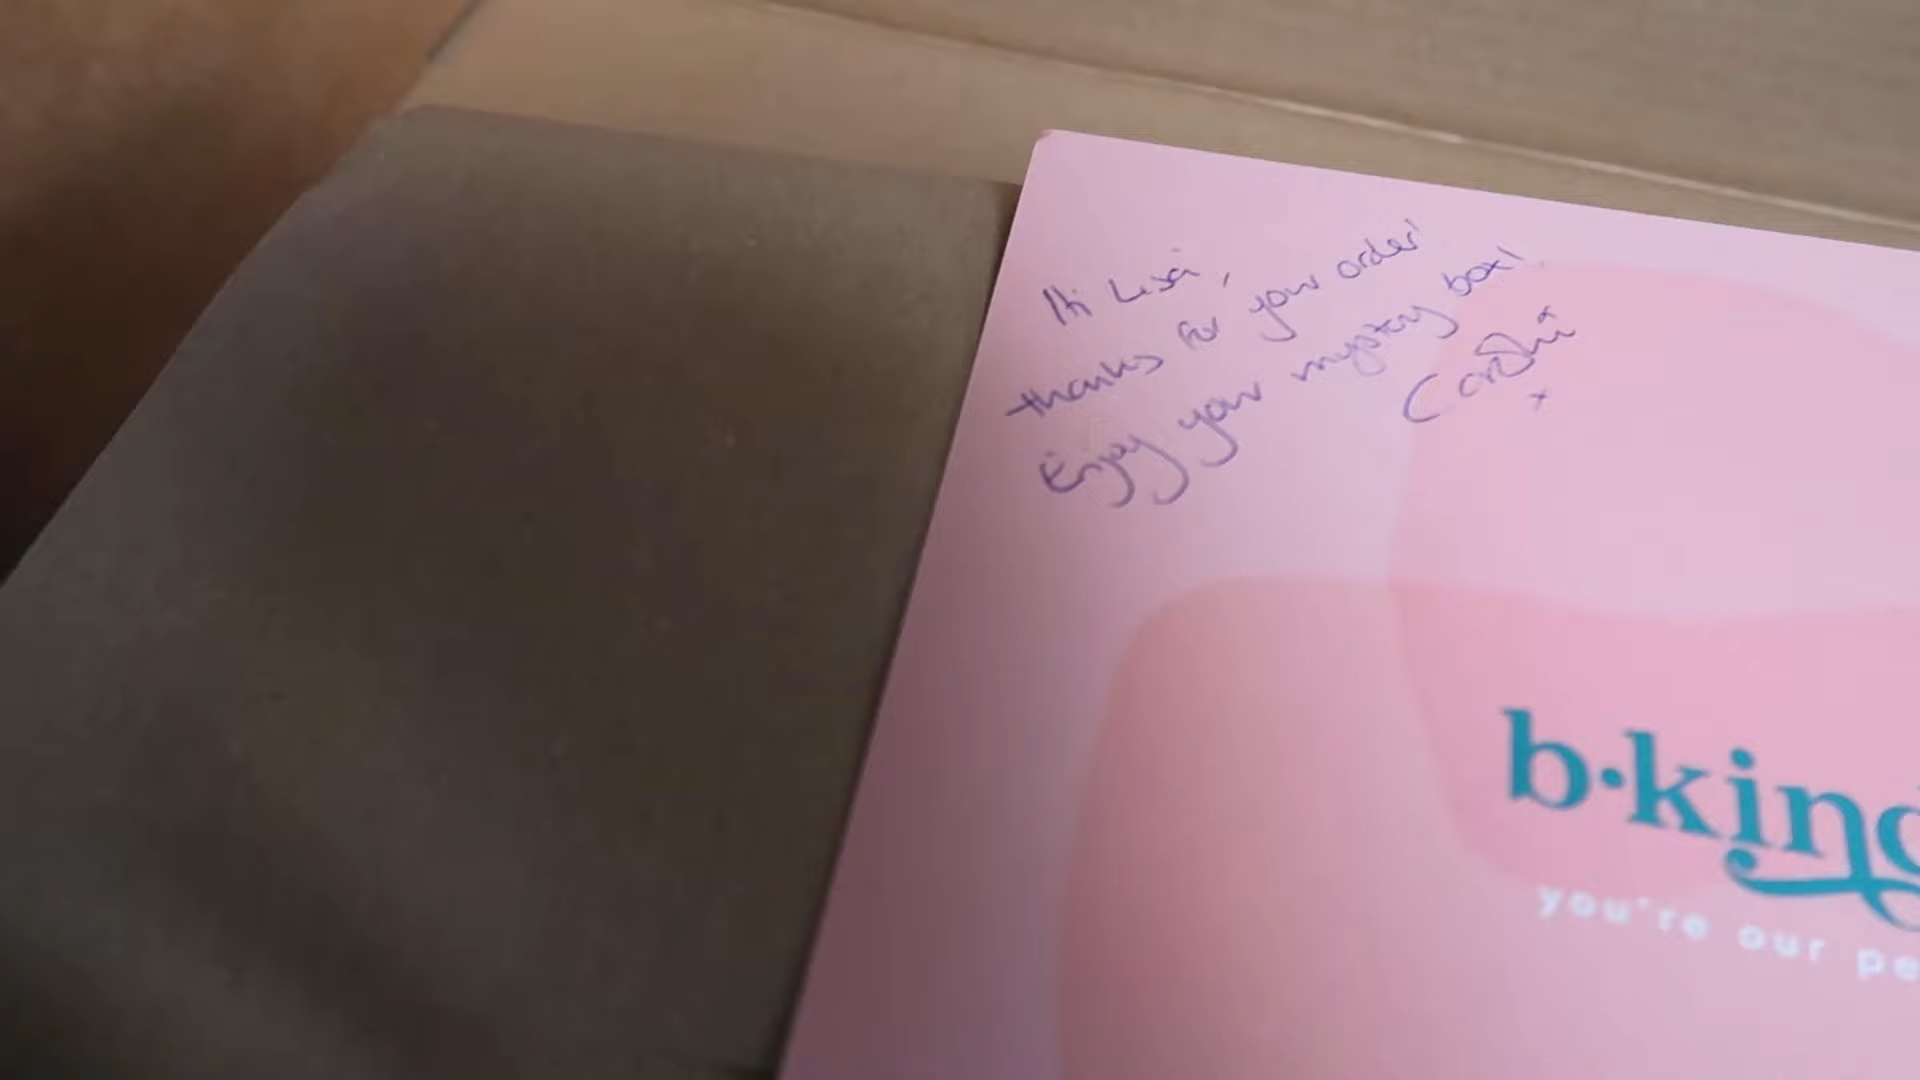 Hi Lisa,
thanks for your order!
Enjoy your mystery box!
x
x
b.kind
you're our pe